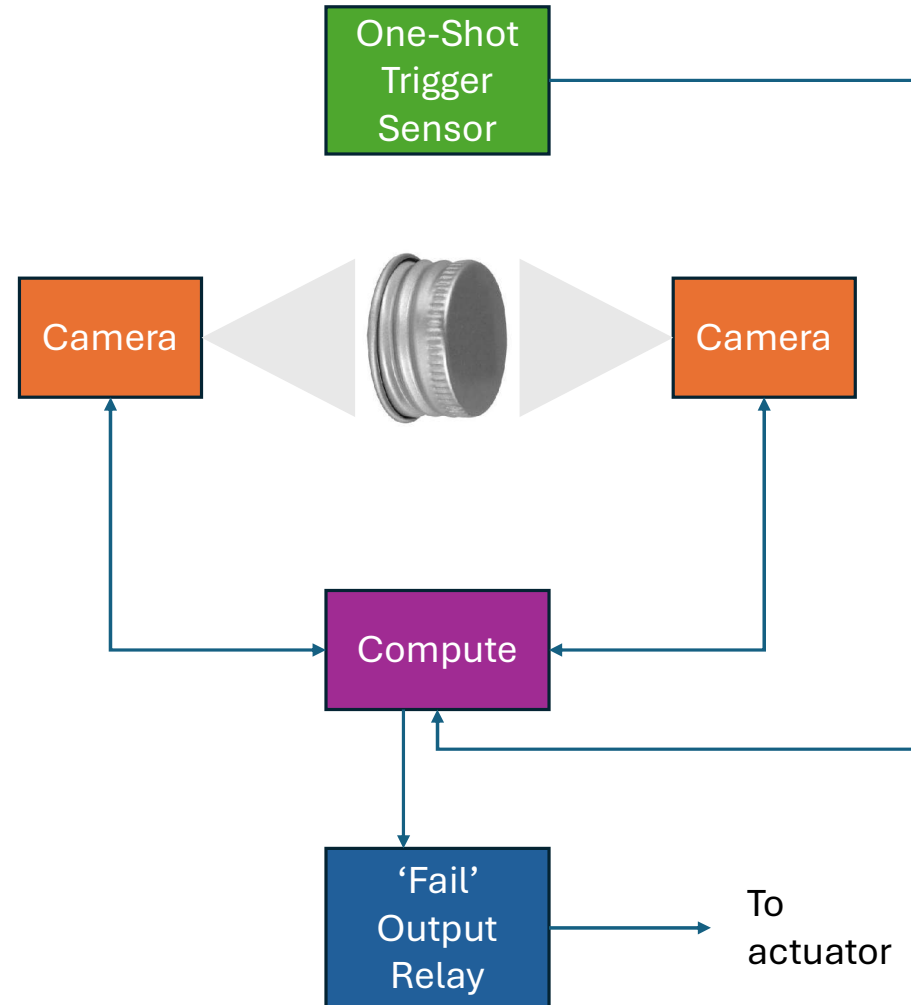 One-Shot
Trigger
Sensor
Camera
Camera
Compute
‘Fail’
Output
Relay
To
actuator